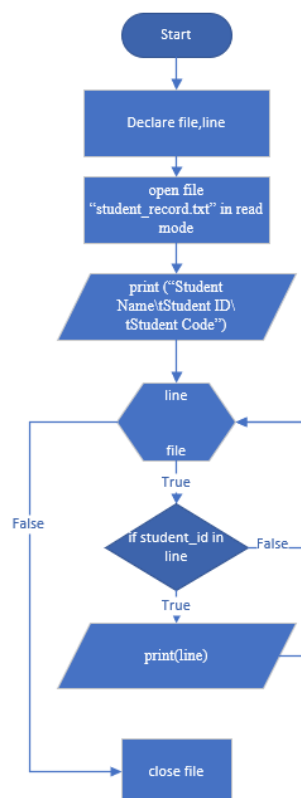 Start
Declare file,line
open file
“student_record.txt” in read
mode
print (“Student
Name\tStudent ID\
tStudent Code”)
line
file
True
False
if student_id in
line
False
True
print(line)
close file